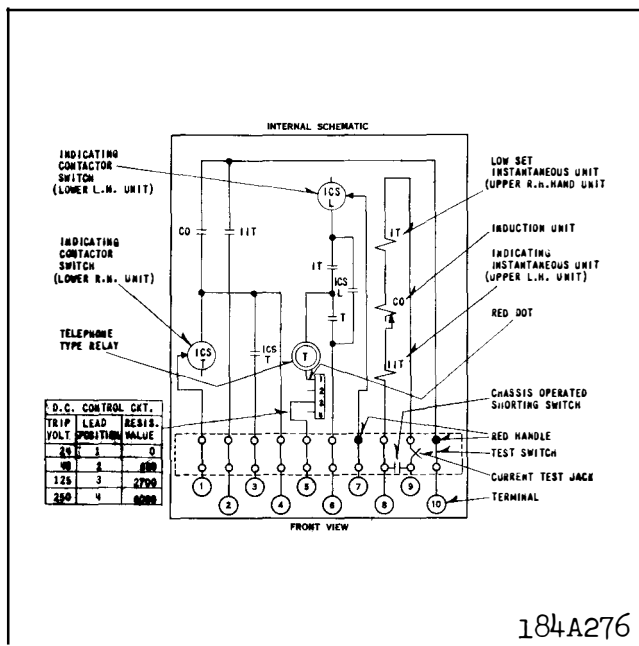 INTERNAL SCHEMATIC
INDICATING
CONTACTOR
SWITCH
(LOWER L.H. UNIT)
INDICATING
CONTACTOR
SWITCH
(LOWER R.H. UNIT)
TELEPHONE
TYPE RELAY
D.C. CONTROL CKT.
TRIP LEAD RESIS.
VOLT POSITION VALUE
24 1 0
48 2
125 3 2700
250 4
CO
IIT
ICS
L
IT
ICS
L
T
ICS
T
ICS
T
T
1
2
3
4
IT
CO
IIT
LOW SET
INSTANTANEOUS UNIT
(UPPER R.H.HAND UNIT
INDUCTION UNIT
INDICATING
INSTANTANEOUS UNIT
(UPPER L.H. UNIT)
RED DOT
CHASSIS OPERATED
SHORTING SWITCH
RED HANDLE
TEST SWITCH
CURRENT TEST JACK
TERMINAL
1 2 3 4 5 6 7 8 9 10
FRONT VIEW
184A276